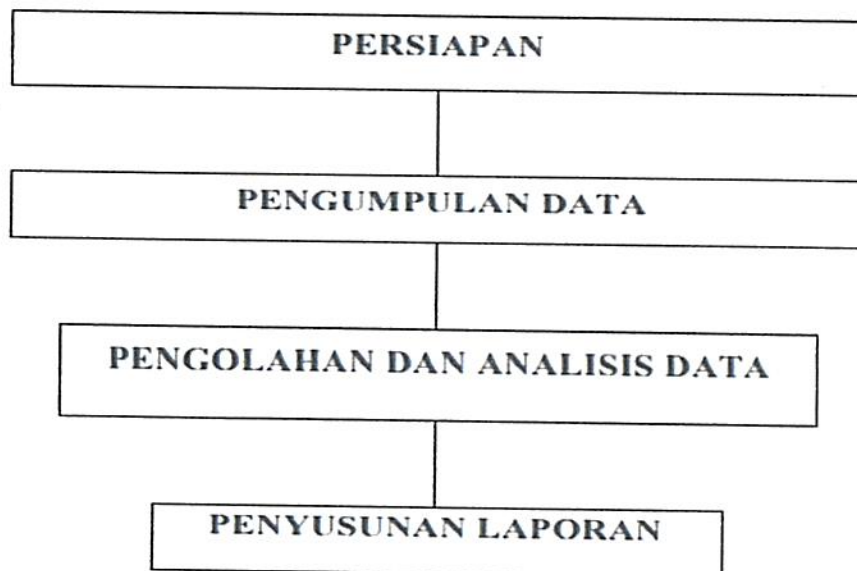 PERSIAPAN
PENGUMPULAN DATA
PENGOLAHAN DAN ANALISIS DATA
PENYUSUNAN LAPORAN